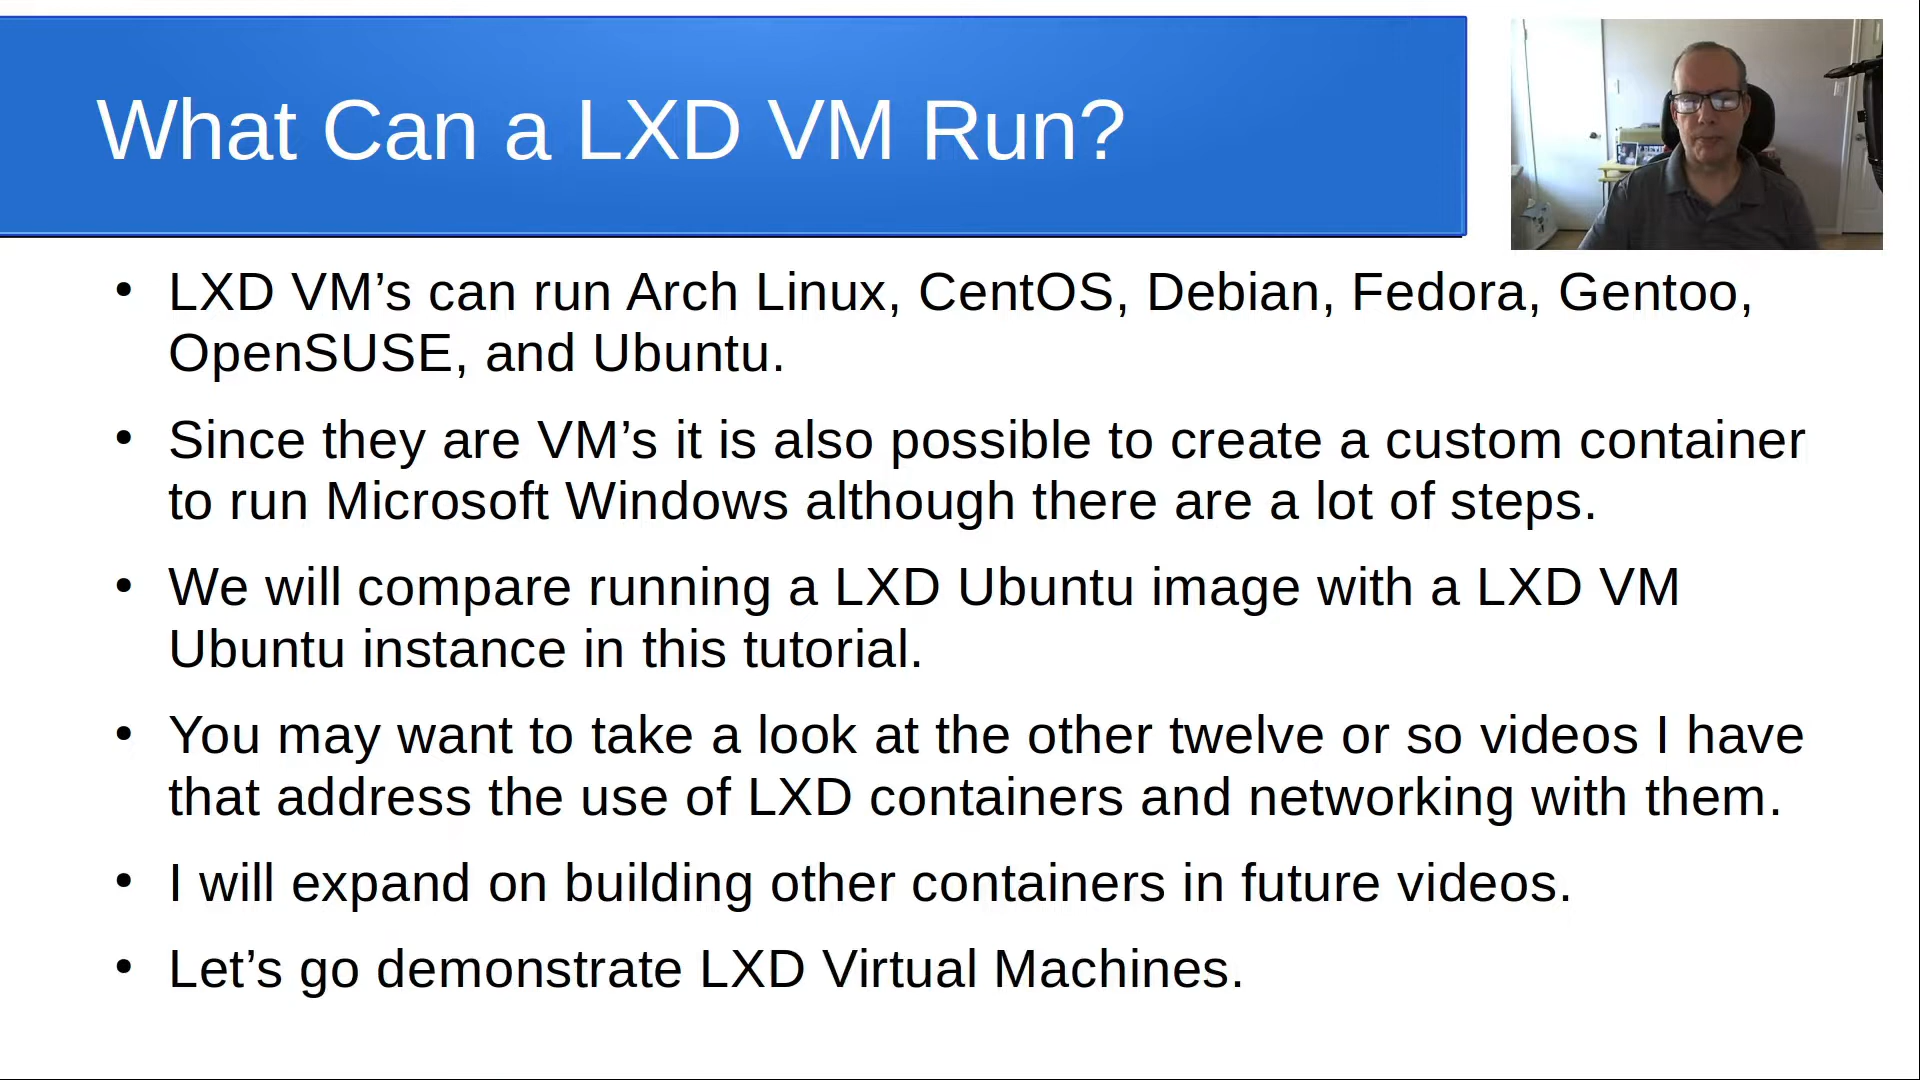 What Can a LXD VM Run?
• LXD VM’s can run Arch Linux, CentOS, Debian, Fedora, Gentoo,
OpenSUSE, and Ubuntu.
• Since they are VM’s it is also possible to create a custom container
to run Microsoft Windows although there are a lot of steps.
• We will compare running a LXD Ubuntu image with a LXD VM
Ubuntu instance in this tutorial.
• You may want to take a look at the other twelve or so videos I have
that address the use of LXD containers and networking with them.
• I will expand on building other containers in future videos.
• Let’s go demonstrate LXD Virtual Machines.